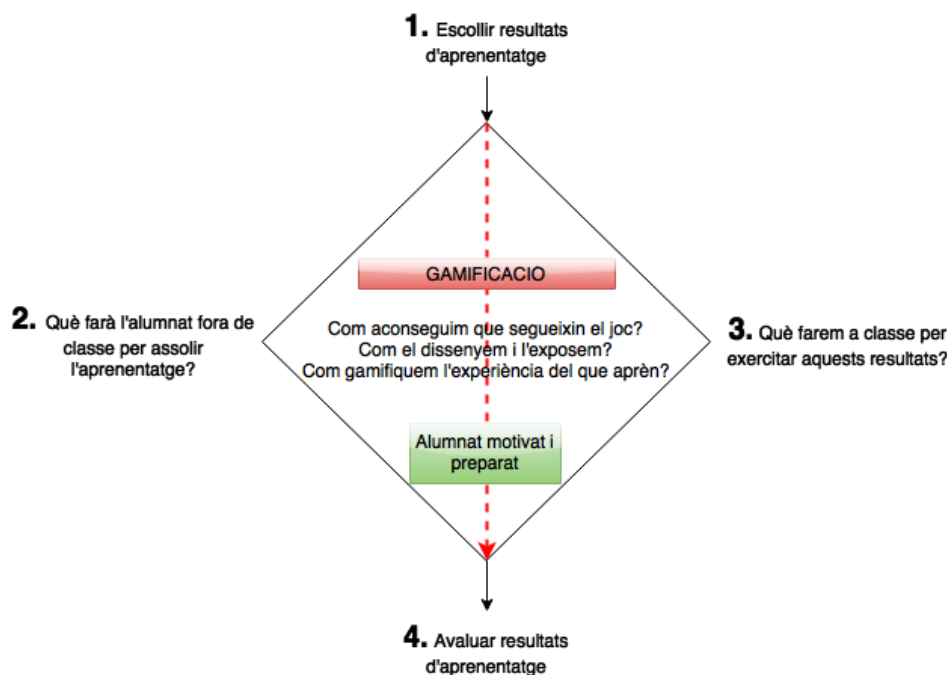 1. Escollir resultats
d'aprenentatge
GAMIFICACIO
2. Què farà l'alumnat fora de
classe per assolir
l'aprenentatge?
Com aconseguim que segueixin el joc?
Com el dissenyem i l'exposem?
Com gamifiquem l'experiència del que aprèn?
3. Què farem a classe per
exercitar aquests resultats?
Alumnat motivat i
preparat
4. Avaluar resultats
d'aprenentatge